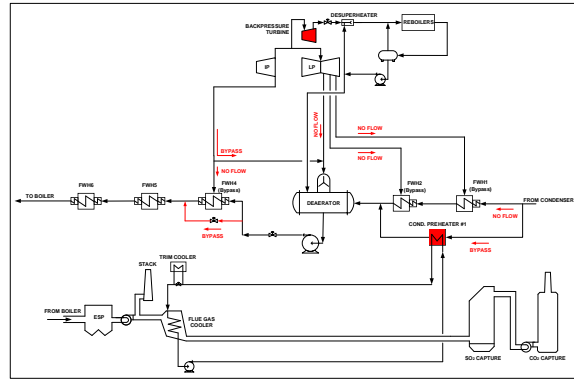 BACKPRESSURE
TURBINE
DESUPERHEATER
REBOILERS
IP
LP
NO FLOW
NO FLOW
BYPASS
NO FLOW
NO FLOW
FWH6
FWH5
FWH4
(Bypass)
FWH2
(Bypass)
FWH1
(Bypass)
TO BOILER
DEAERATOR
FROM CONDENSER
NO FLOW
BYPASS
COND. PREHEATER #1
BYPASS
TRIM COOLER
STACK
FROM BOILER
ESP
FLUE GAS
COOLER
SO2 CAPTURE
CO2 CAPTURE